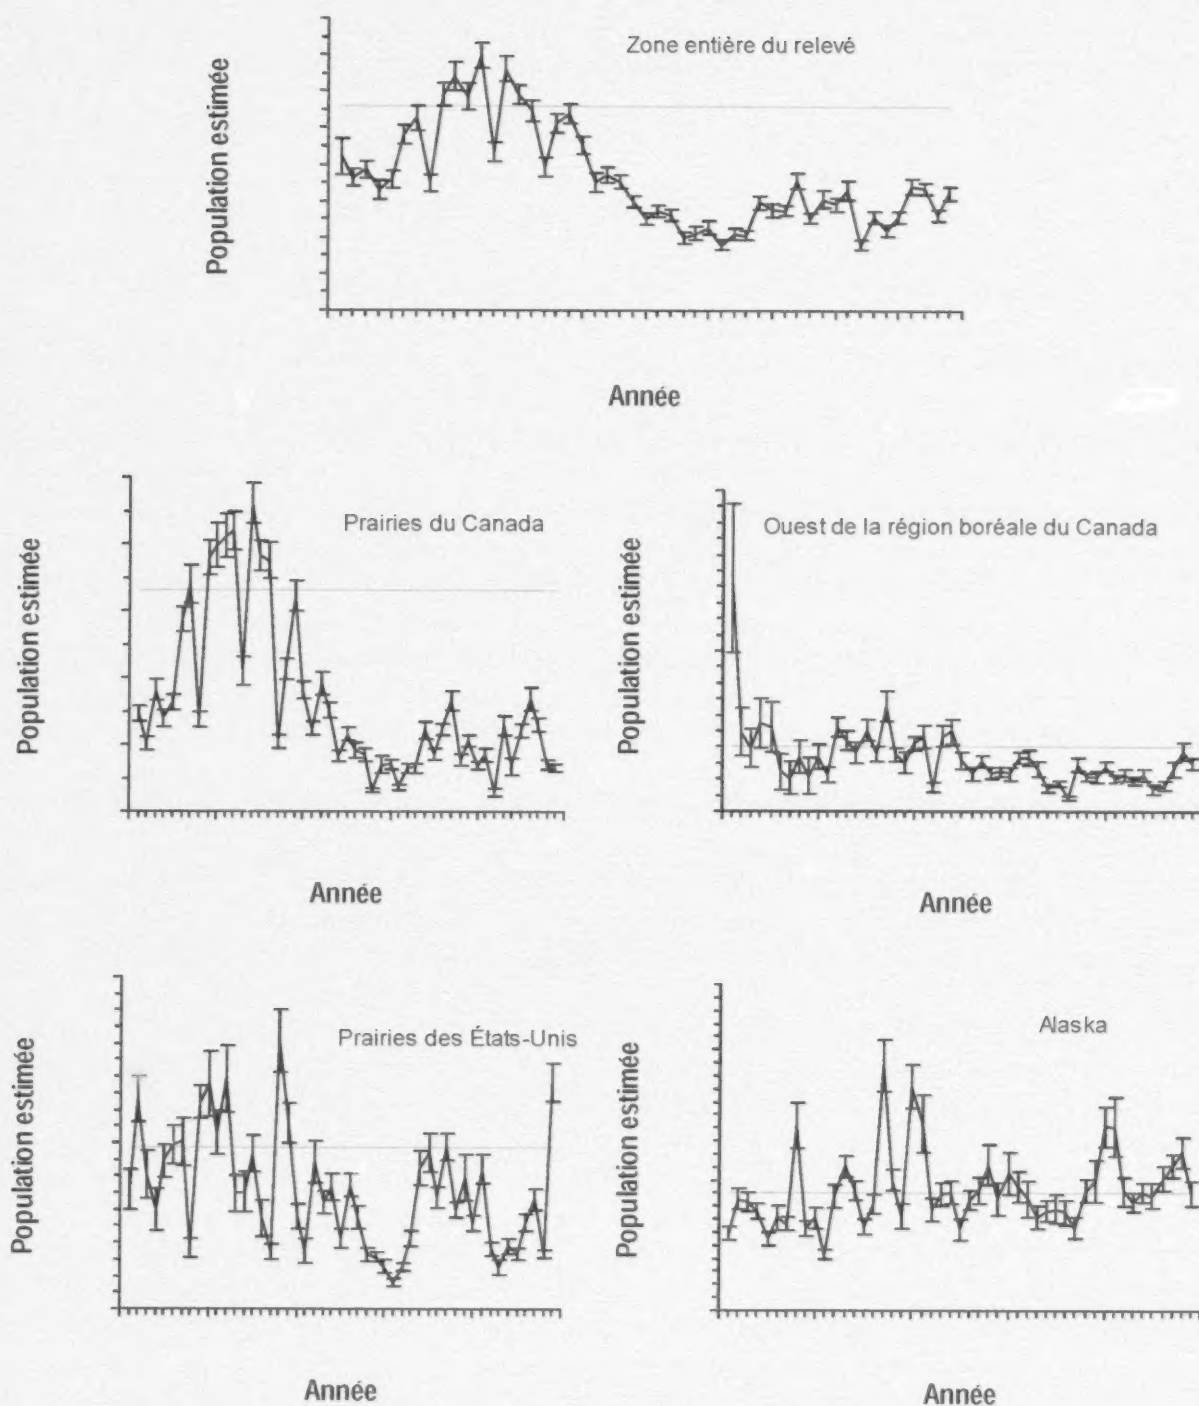 Zone entière du relevé
Population estimée
Année
Prairies du Canada
Population estimée
Année
Ouest de la région boréale du Canada
Population estimée
Année
Prairies des États-Unis
Population estimée
Année
Alaska
Population estimée
Année